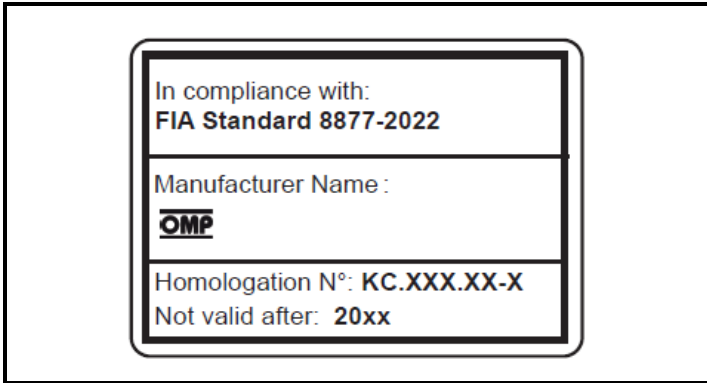 In compliance with:
FIA Standard 8877-2022
Manufacturer Name :
OMP
Homologation N°: KC.XXX.XX-X
Not valid after: 20xx